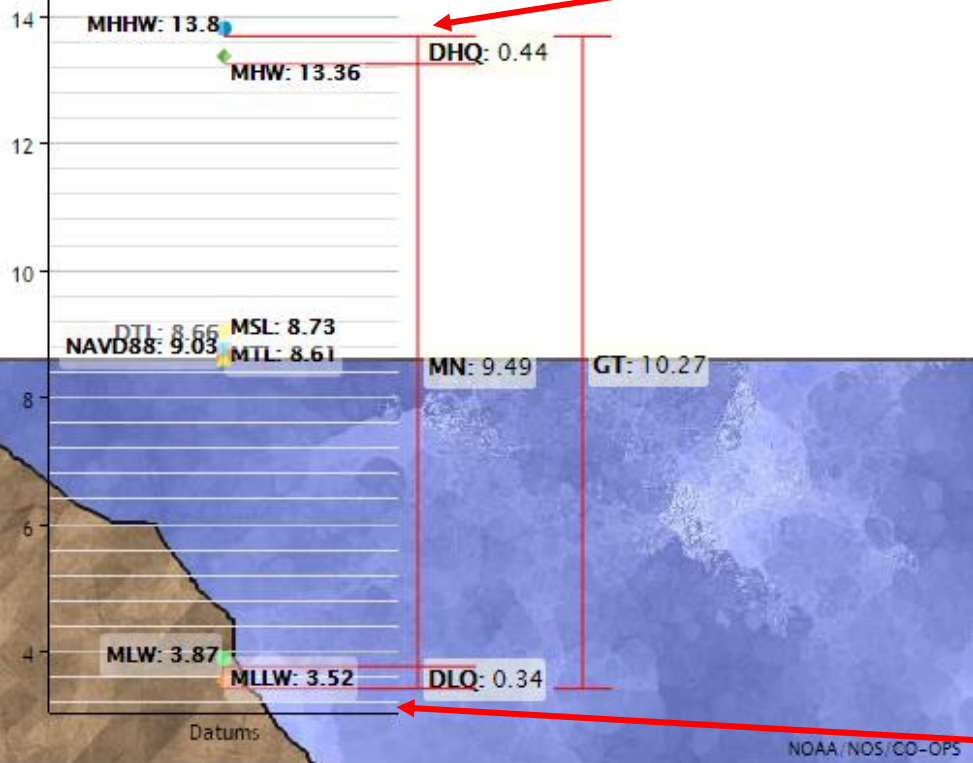 14
MHHW: 13.8
DHQ: 0.44
MHW: 13.36
12
10
DTL: 8.66
MSL: 8.73
NAVD88: 9.03
MTL: 8.61
MN: 9.49
GT: 10.27
8
6
4
MLW: 3.87
MLLW: 3.52
DLQ: 0.34
Datums
NOAA/NOS/CO-OPS